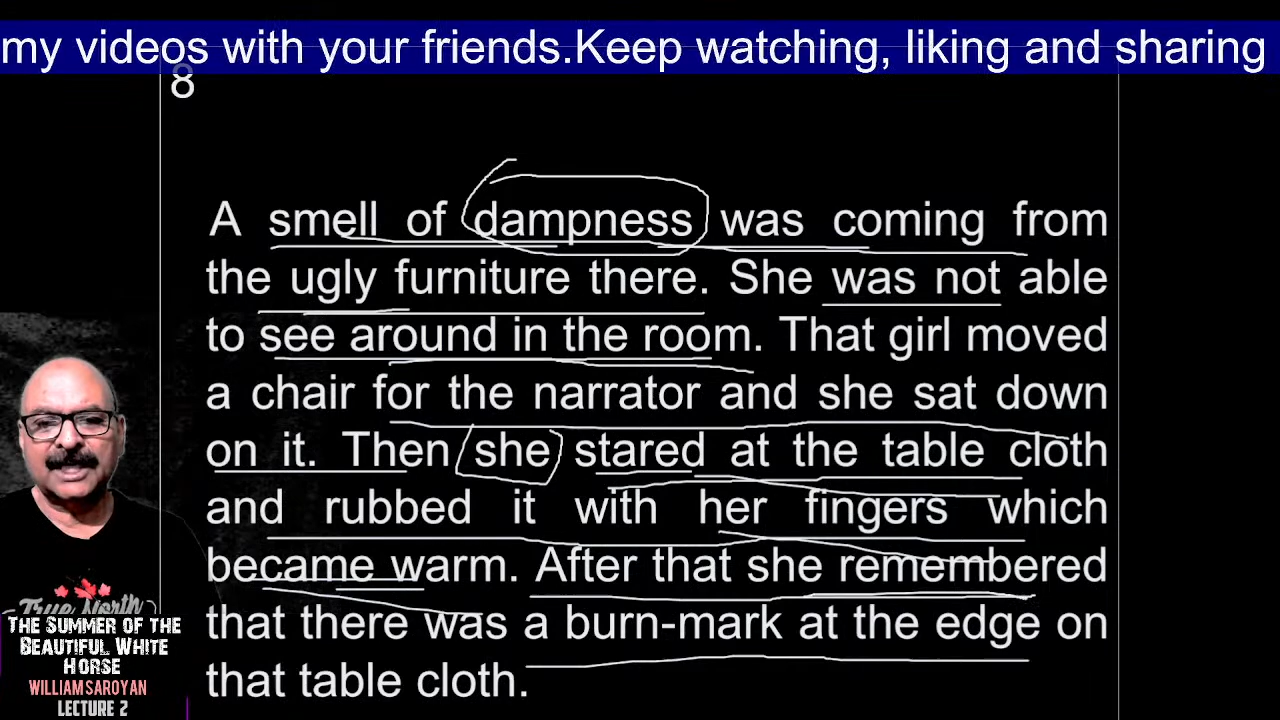 my videos with your friends.Keep watching, liking and sharing
8
A smell of dampness was coming from
the ugly furniture there. She was not able
to see around in the room. That girl moved
a chair for the narrator and she sat down
on it. Then she stared at the table cloth
and rubbed it with her fingers which
became warm. After that she remembered
that there was a burn-mark at the edge on
that table cloth.
True North
The Summer of the
Beautiful White
Horse
William Saroyan
Lecture 2